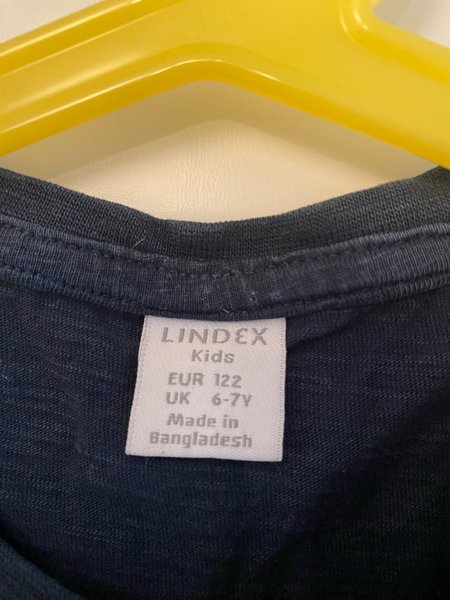 LINDEX
Kids
EUR 122
UK 6-7Y
Made in
Bangladesh